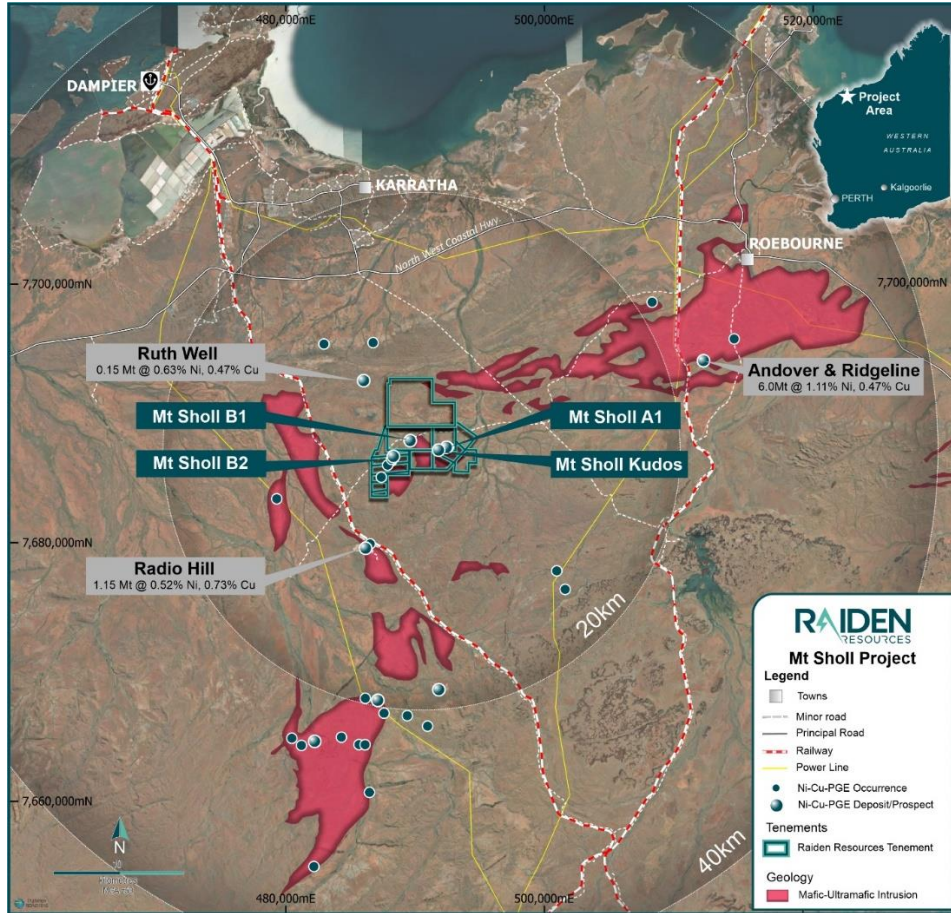 480,000mE
500,000mE
520,000mE
DAMPIER
KARRATHA
North West Coastal Hwy
ROEBOURNE
7,700,000mN
7,700,000mN
Project
Area
WESTERN
AUSTRALIA
Kalgoorlie
PERTH
Ruth Well
0.15 Mt @ 0.63% Ni, 0.47% Cu
Andover & Ridgeline
6.0Mt @ 1.11% Ni, 0.47% Cu
Mt Sholl B1
Mt Sholl A1
Mt Sholl B2
Mt Sholl Kudos
7,680,000mN
7,680,000mN
Radio Hill
1.15 Mt @ 0.52% Ni, 0.73% Cu
20km
40km
7,660,000mN
480,000mE
500,000mE
N
RAIDEN
RESOURCES
Mt Sholl Project
Legend
Towns
Minor road
Principal Road
Railway
Power Line
Ni-Cu-PGE Occurrence
Ni-Cu-PGE Deposit/Prospect
Tenements
Raiden Resources Tenement
Geology
Mafic-Ultramafic Intrusion